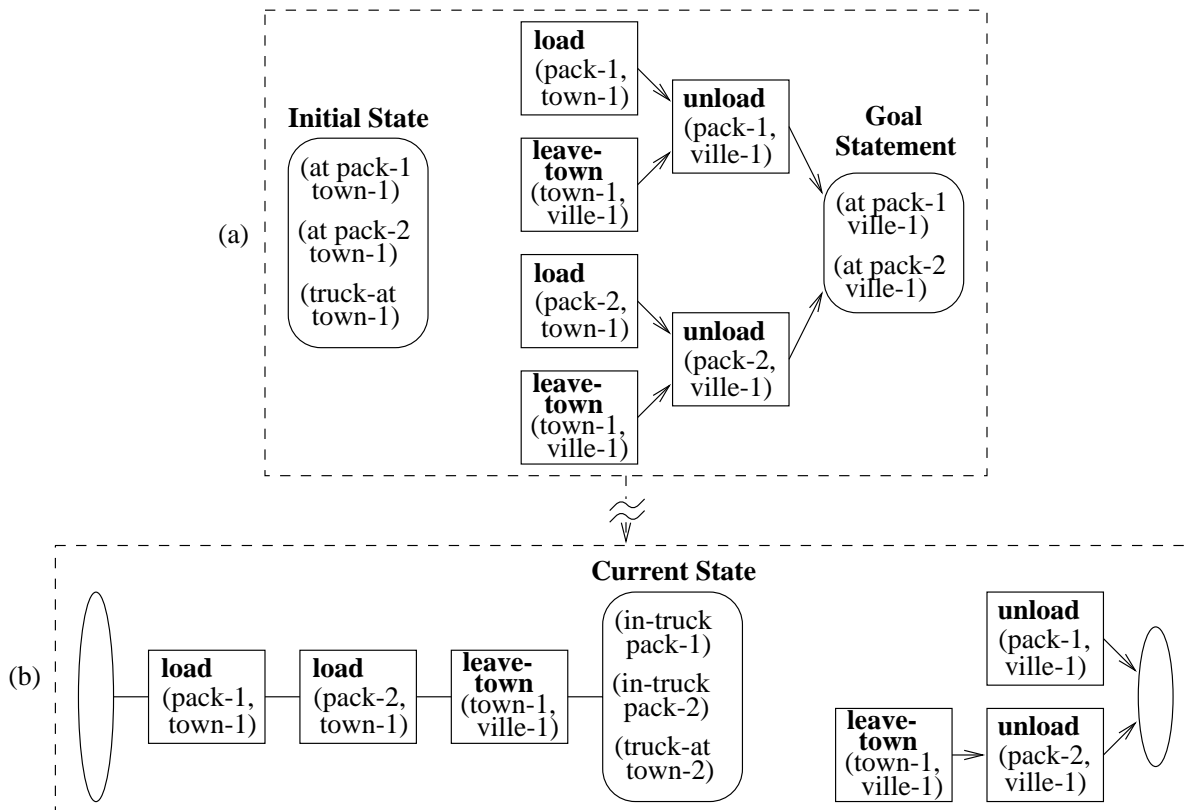 (a)
Initial State
(at pack-1
town-1)
(at pack-2
town-1)
(truck-at
town-1)
load
(pack-1,
town-1)
leave-
town
(town-1,
ville-1)
unload
(pack-1,
ville-1)
load
(pack-2,
town-1)
leave-
town
(town-1,
ville-1)
unload
(pack-2,
ville-1)
Goal
Statement
(at pack-1
ville-1)
(at pack-2
ville-1)
(b)
load
(pack-1,
town-1)
load
(pack-2,
town-1)
leave-
town
(town-1,
ville-1)
Current State
(in-truck
pack-1)
(in-truck
pack-2)
(truck-at
town-2)
unload
(pack-1,
ville-1)
leave-
town
(town-1,
ville-1)
unload
(pack-2,
ville-1)